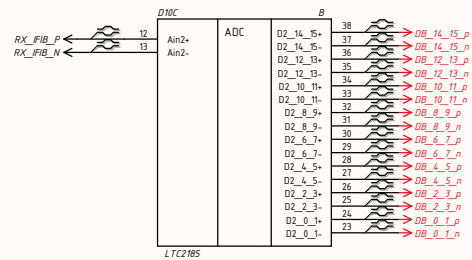 D10C B
ADC
RX_IFIB_P 12 Ain2+
RX_IFIB_N 13 Ain2-
D2_14_15+ 38 DB_14_15_p
D2_14_15- 37 DB_14_15_n
D2_12_13+ 36 DB_12_13_p
D2_12_13- 35 DB_12_13_n
D2_10_11+ 34 DB_10_11_p
D2_10_11- 33 DB_10_11_n
D2_8_9+ 32 DB_8_9_p
D2_8_9- 31 DB_8_9_n
D2_6_7+ 30 DB_6_7_p
D2_6_7- 29 DB_6_7_n
D2_4_5+ 28 DB_4_5_p
D2_4_5- 27 DB_4_5_n
D2_2_3+ 26 DB_2_3_p
D2_2_3- 25 DB_2_3_n
D2_0_1+ 24 DB_0_1_p
D2_0_1- 23 DB_0_1_n
LTC2185